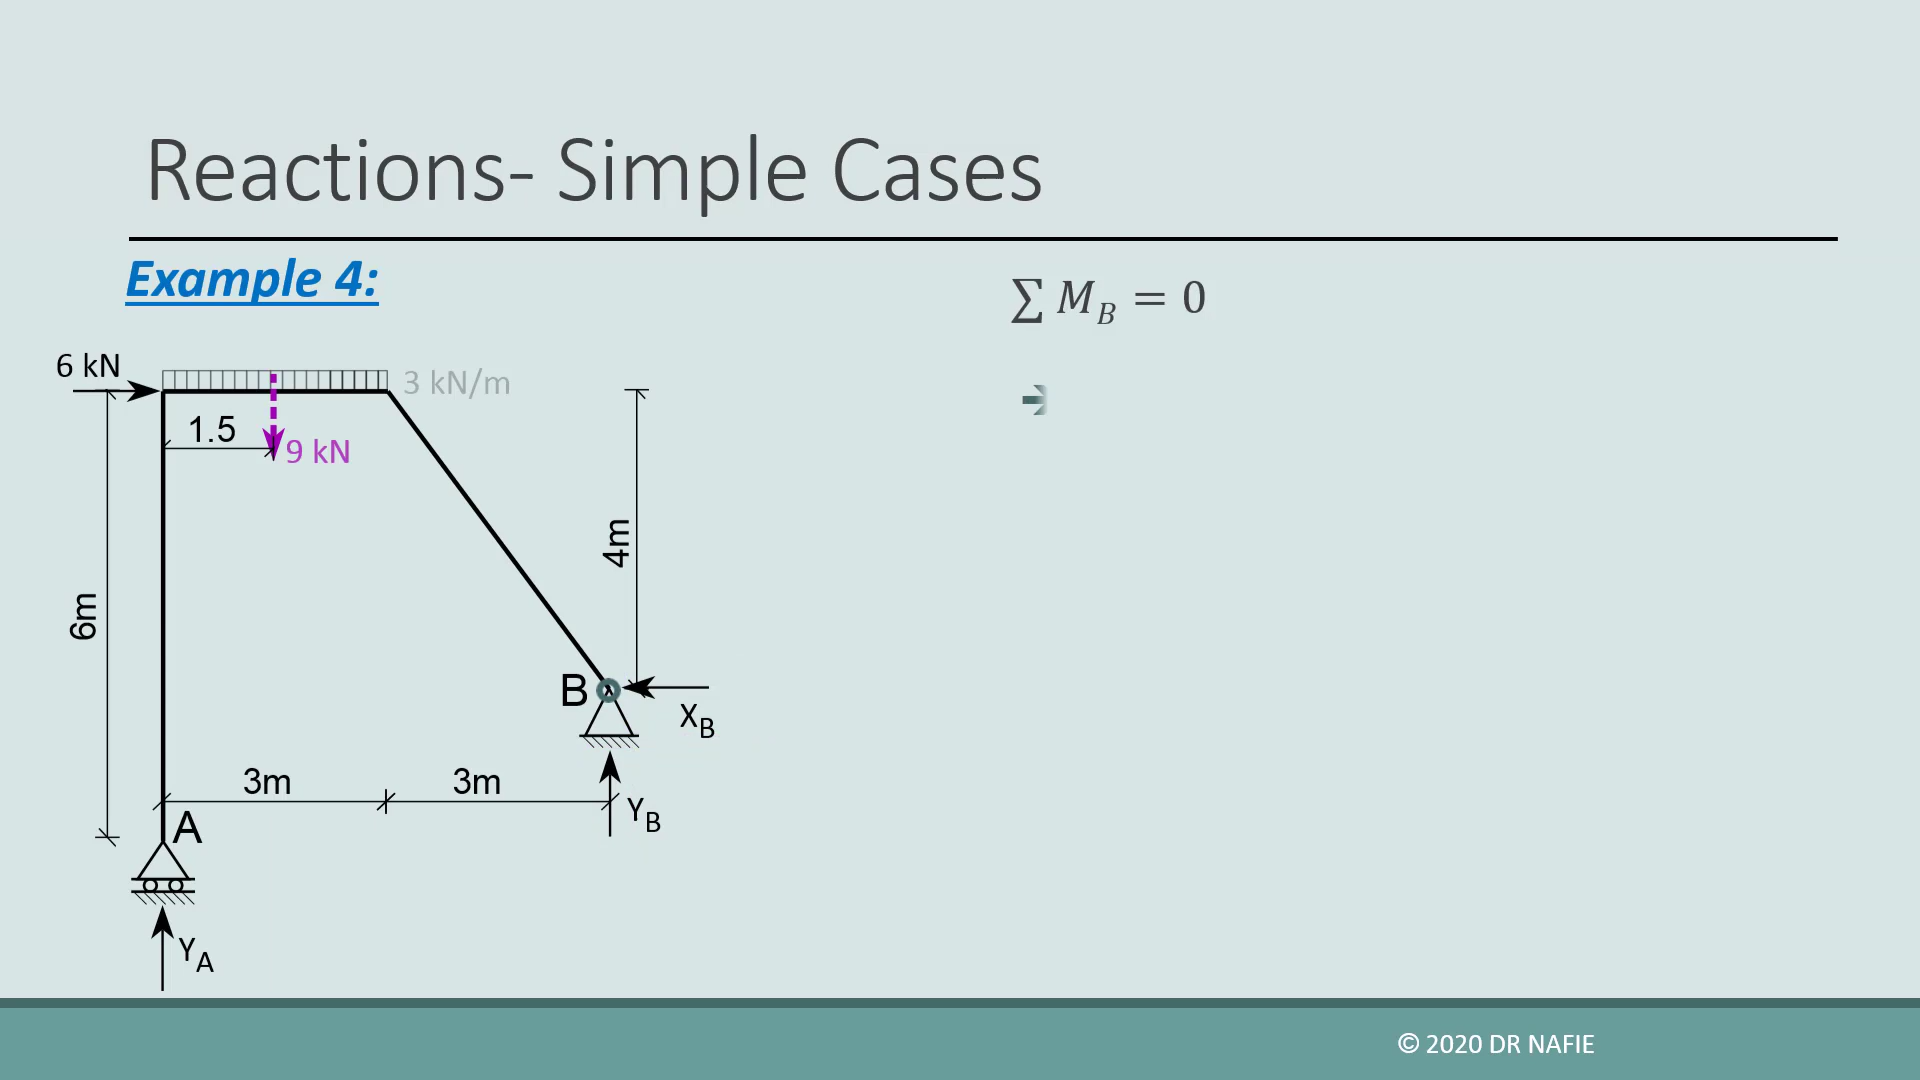 Reactions- Simple Cases
Example 4:
∑ M_B = 0
6 kN
3 kN/m
1.5
9 kN
4m
6m
B
X_B
3m
3m
Y_B
A
Y_A
© 2020 DR NAFIE